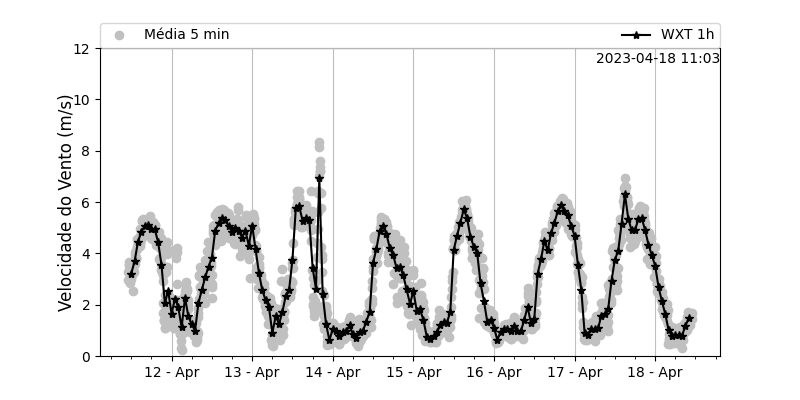 Média 5 min
WXT 1h
2023-04-18 11:03
Velocidade do Vento (m/s)
12
10
8
6
4
2
0
12 - Apr
13 - Apr
14 - Apr
15 - Apr
16 - Apr
17 - Apr
18 - Apr